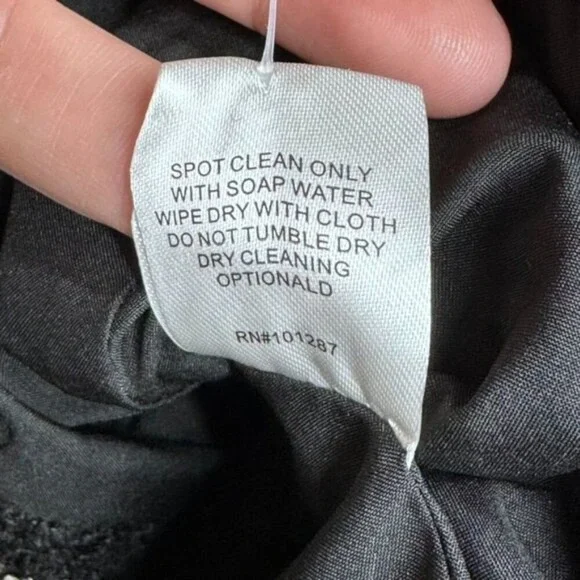 SPOT CLEAN ONLY
WITH SOAP WATER
WIPE DRY WITH CLOTH
DO NOT TUMBLE DRY
DRY CLEANING
OPTIONALD
RN#101287